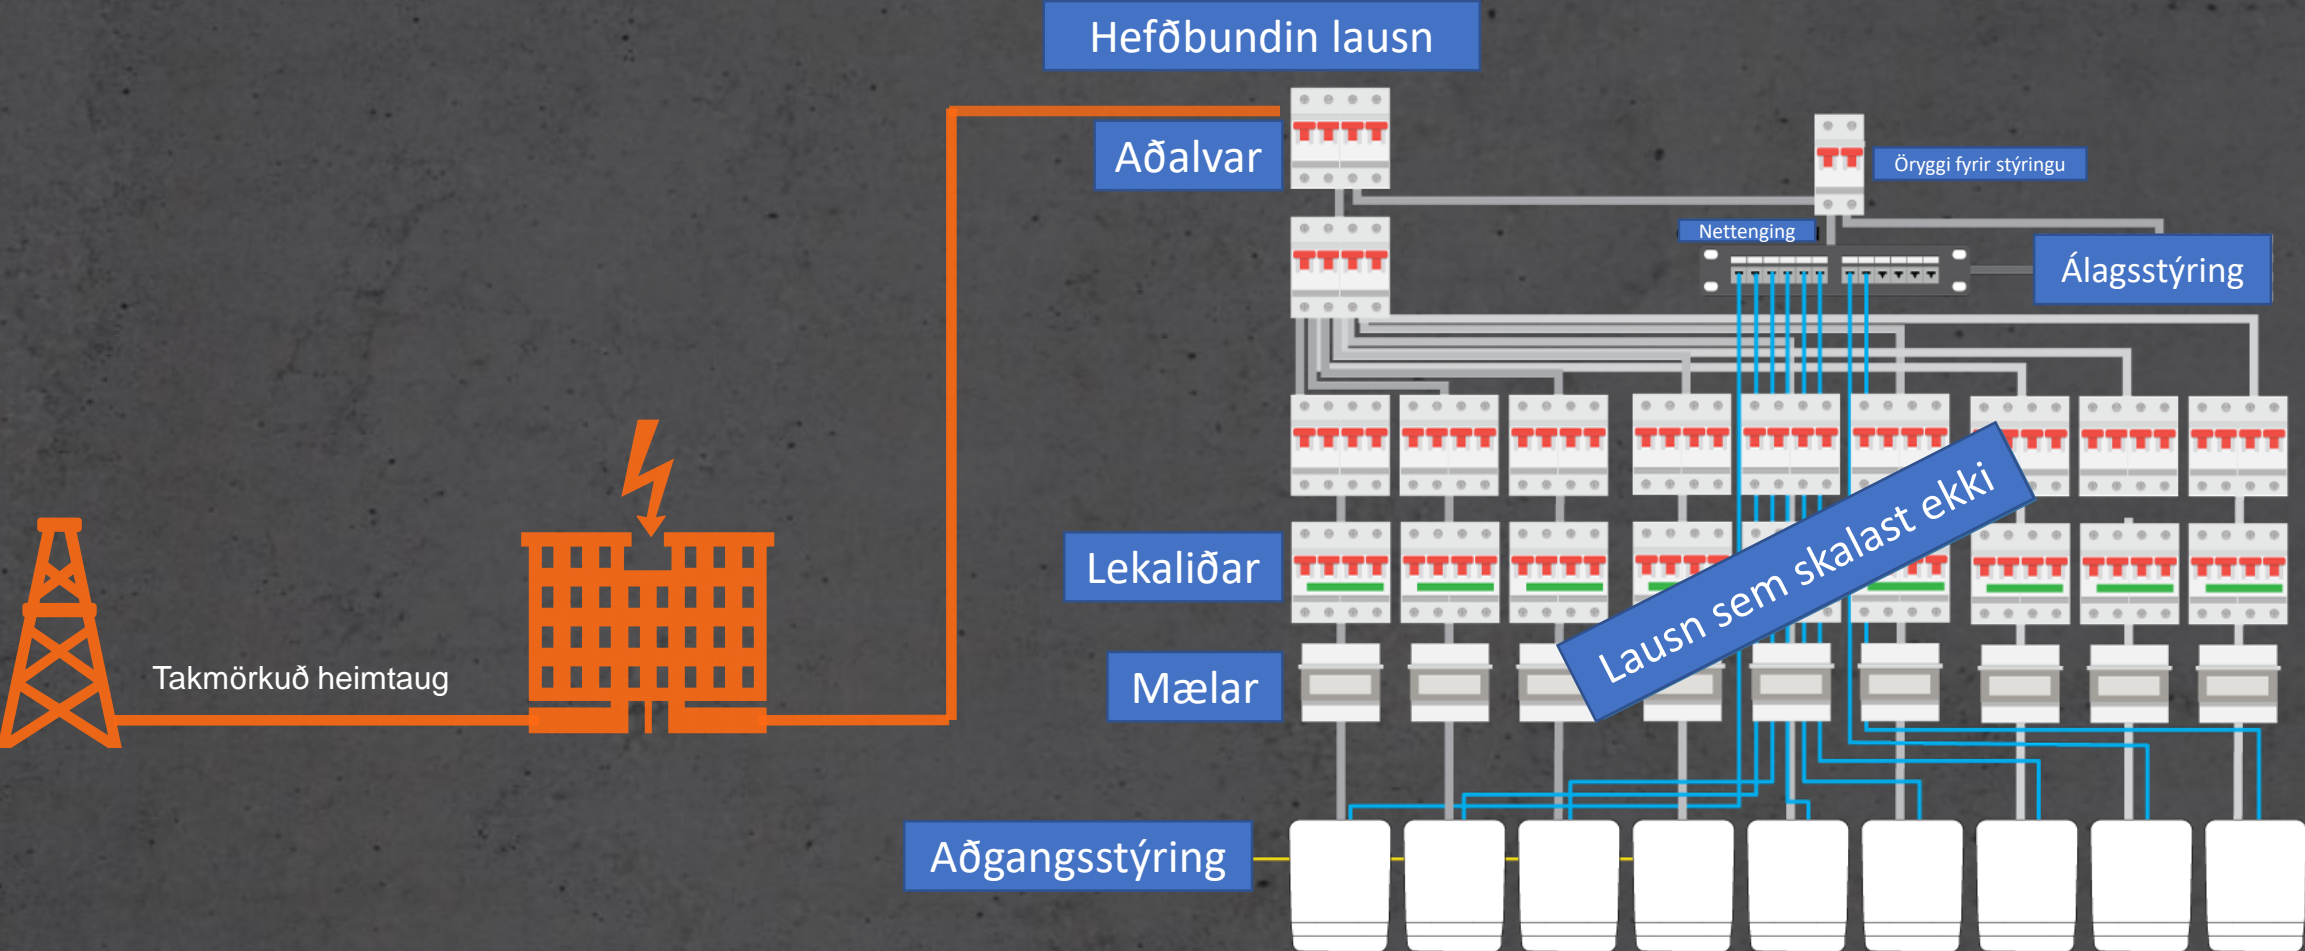 Hefðbundin lausn
Aðalvar
Öryggi fyrir stýringu
Nettenging
Álagsstýring
Lausn sem skalast ekki
Lekaliðar
Takmörkuð heimtaug
Mælar
Aðgangsstýring